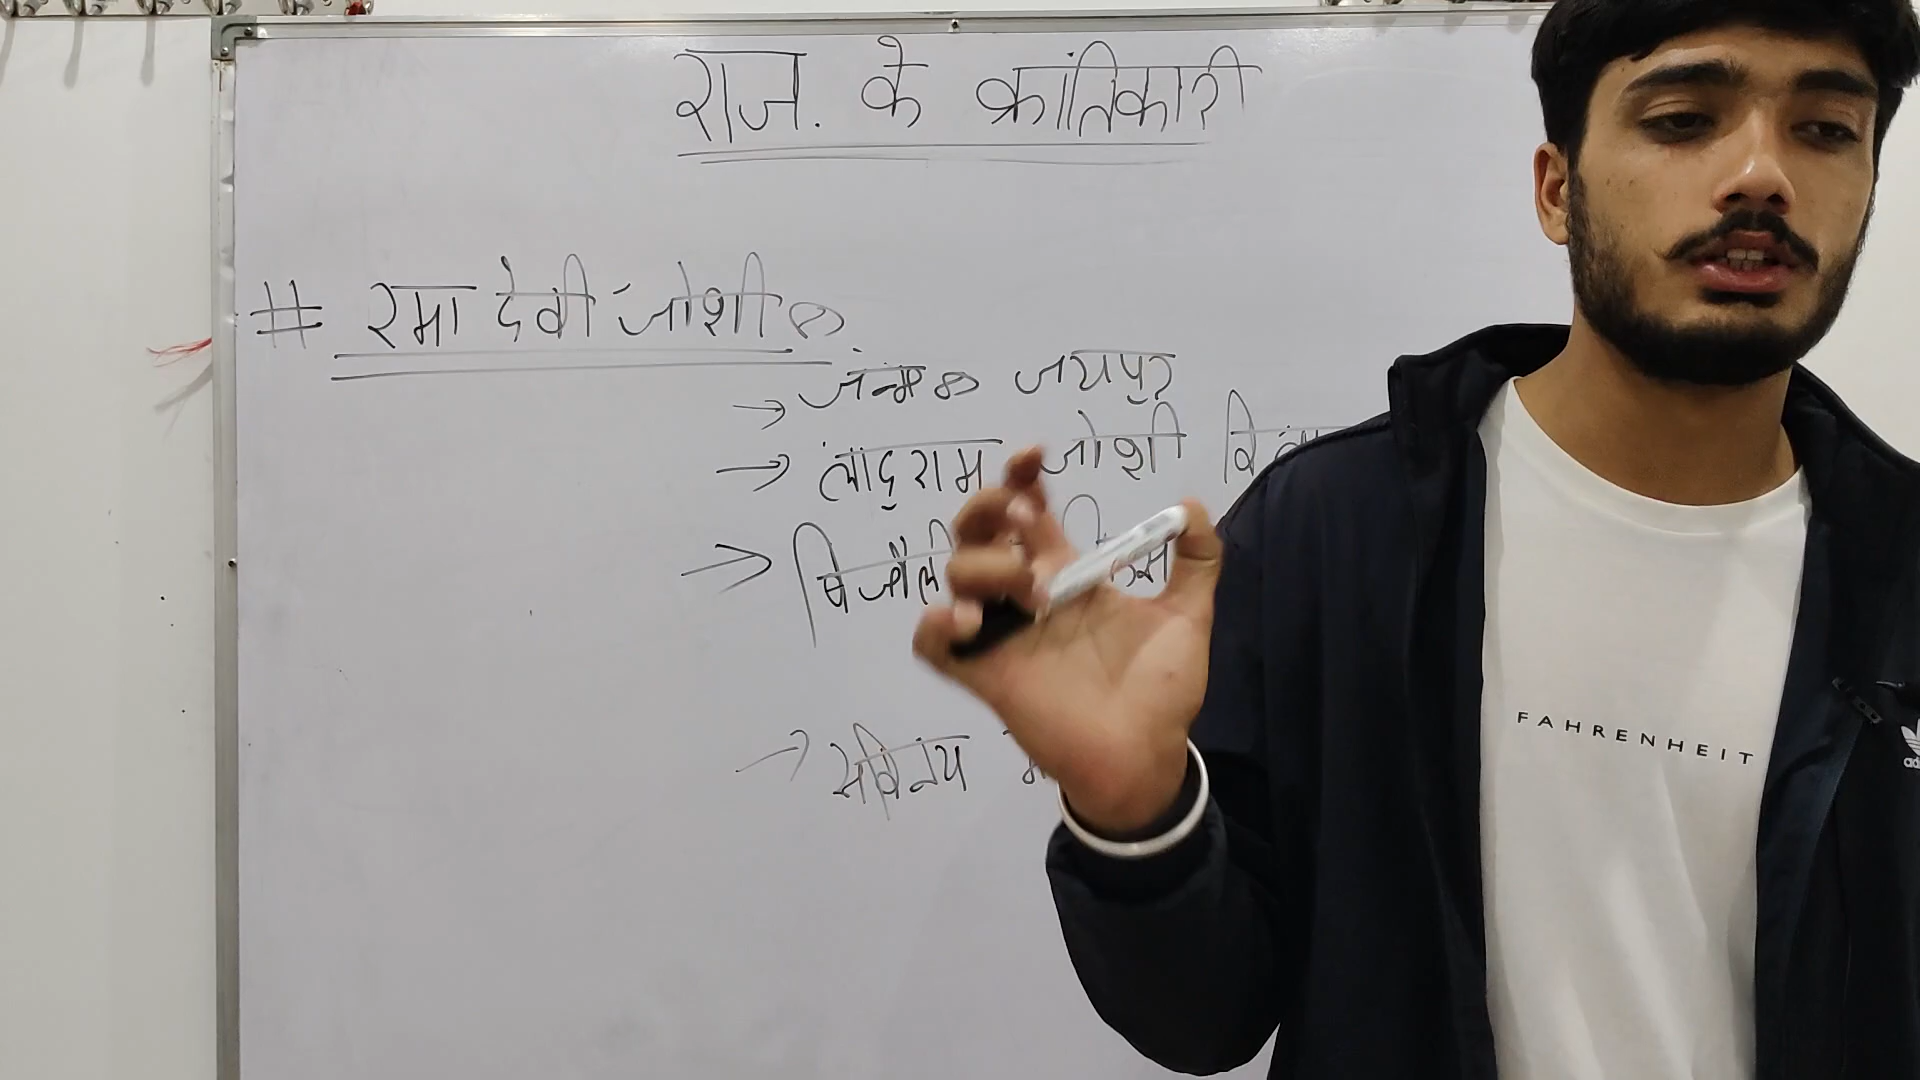 राज. के क्रांतिकारी
# रमा देवी जोशी
→ जन्म जयपुर
→ लादुराम जोशी
→
→ सविनय
FAHRENHEIT